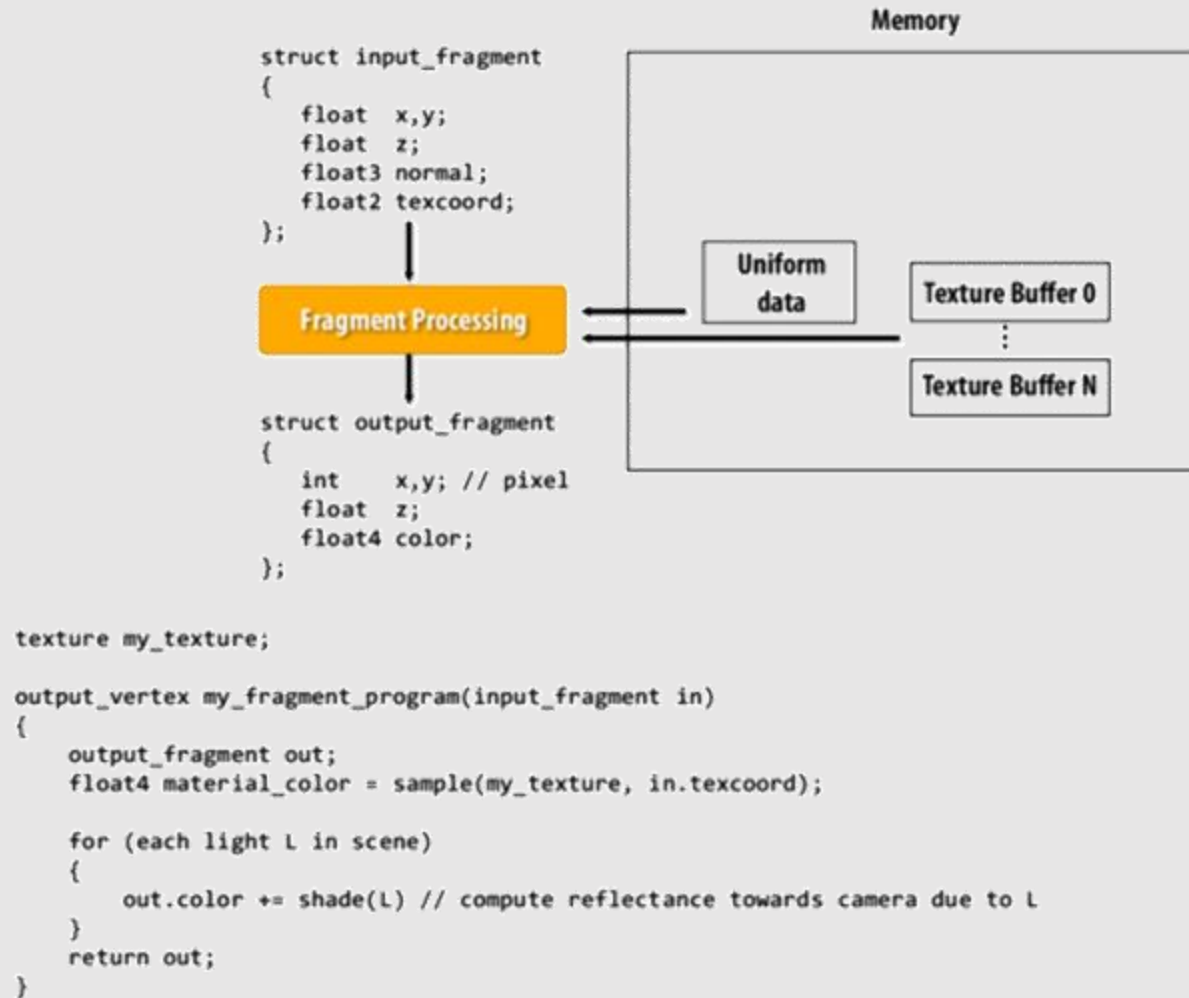 Memory
struct input_fragment
{
float x,y;
float z;
float3 normal;
float2 texcoord;
};
Uniform
data
Texture Buffer 0
⋮
Texture Buffer N
Fragment Processing
struct output_fragment
{
int x,y; // pixel
float z;
float4 color;
};
texture my_texture;
output_vertex my_fragment_program(input_fragment in)
{
output_fragment out;
float4 material_color = sample(my_texture, in.texcoord);
for (each light L in scene)
{
out.color += shade(L) // compute reflectance towards camera due to L
}
return out;
}